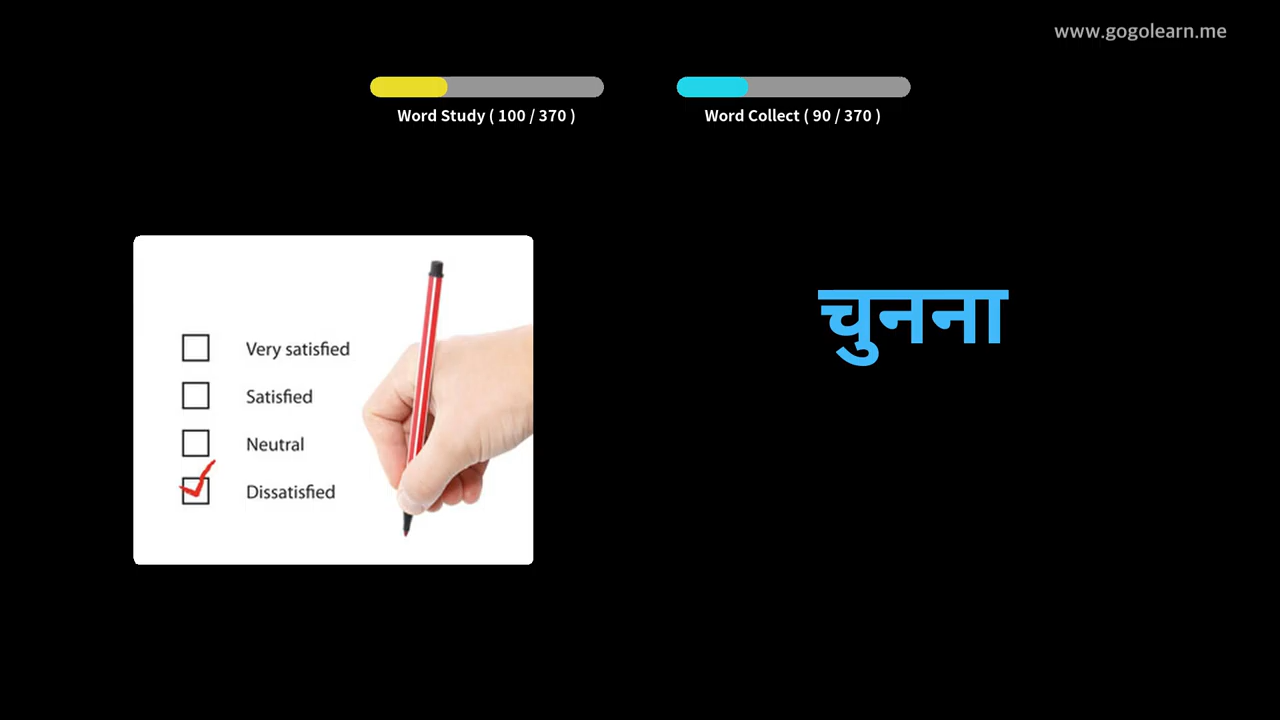 www.gogolearn.me
Word Study ( 100 / 370 )
Word Collect ( 90 / 370 )
चुनना
Very satisfied
Satisfied
Neutral
Dissatisfied